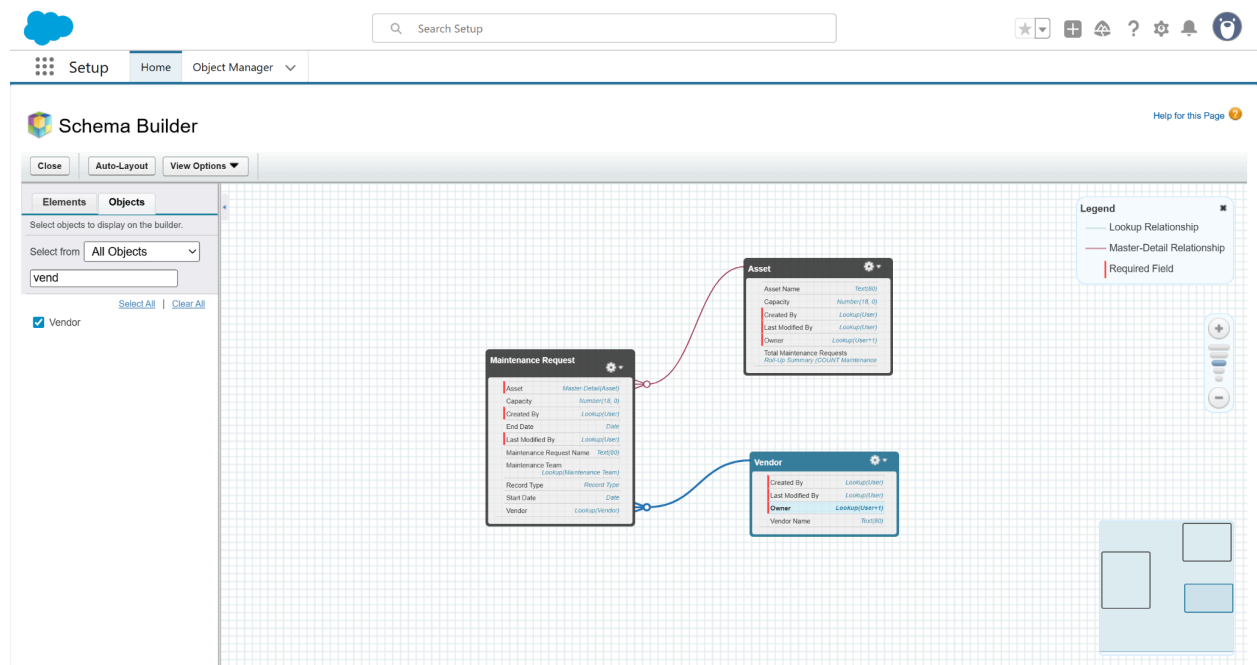 Search Setup
Setup
Home
Object Manager
Schema Builder
Help for this Page
Close
Auto-Layout
View Options
Elements
Objects
Select objects to display on the builder.
Select from
All Objects
vend
Select All | Clear All
Vendor
Legend
Lookup Relationship
Master-Detail Relationship
Required Field
Asset
Asset Name Text(80)
Capacity Number(18, 0)
Created By Lookup(User)
Last Modified By Lookup(User)
Owner Lookup(User+1)
Total Maintenance Requests
Roll-Up Summary (COUNT Maintenance
Maintenance Request
Asset Master-Detail(Asset)
Capacity Number(18, 0)
Created By Lookup(User)
End Date Date
Last Modified By Lookup(User)
Maintenance Request Name Text(80)
Maintenance Team
Lookup(Maintenance Team)
Record Type Record Type
Start Date Date
Vendor Lookup(Vendor)
Vendor
Created By Lookup(User)
Last Modified By Lookup(User)
Owner Lookup(User+1)
Vendor Name Text(80)